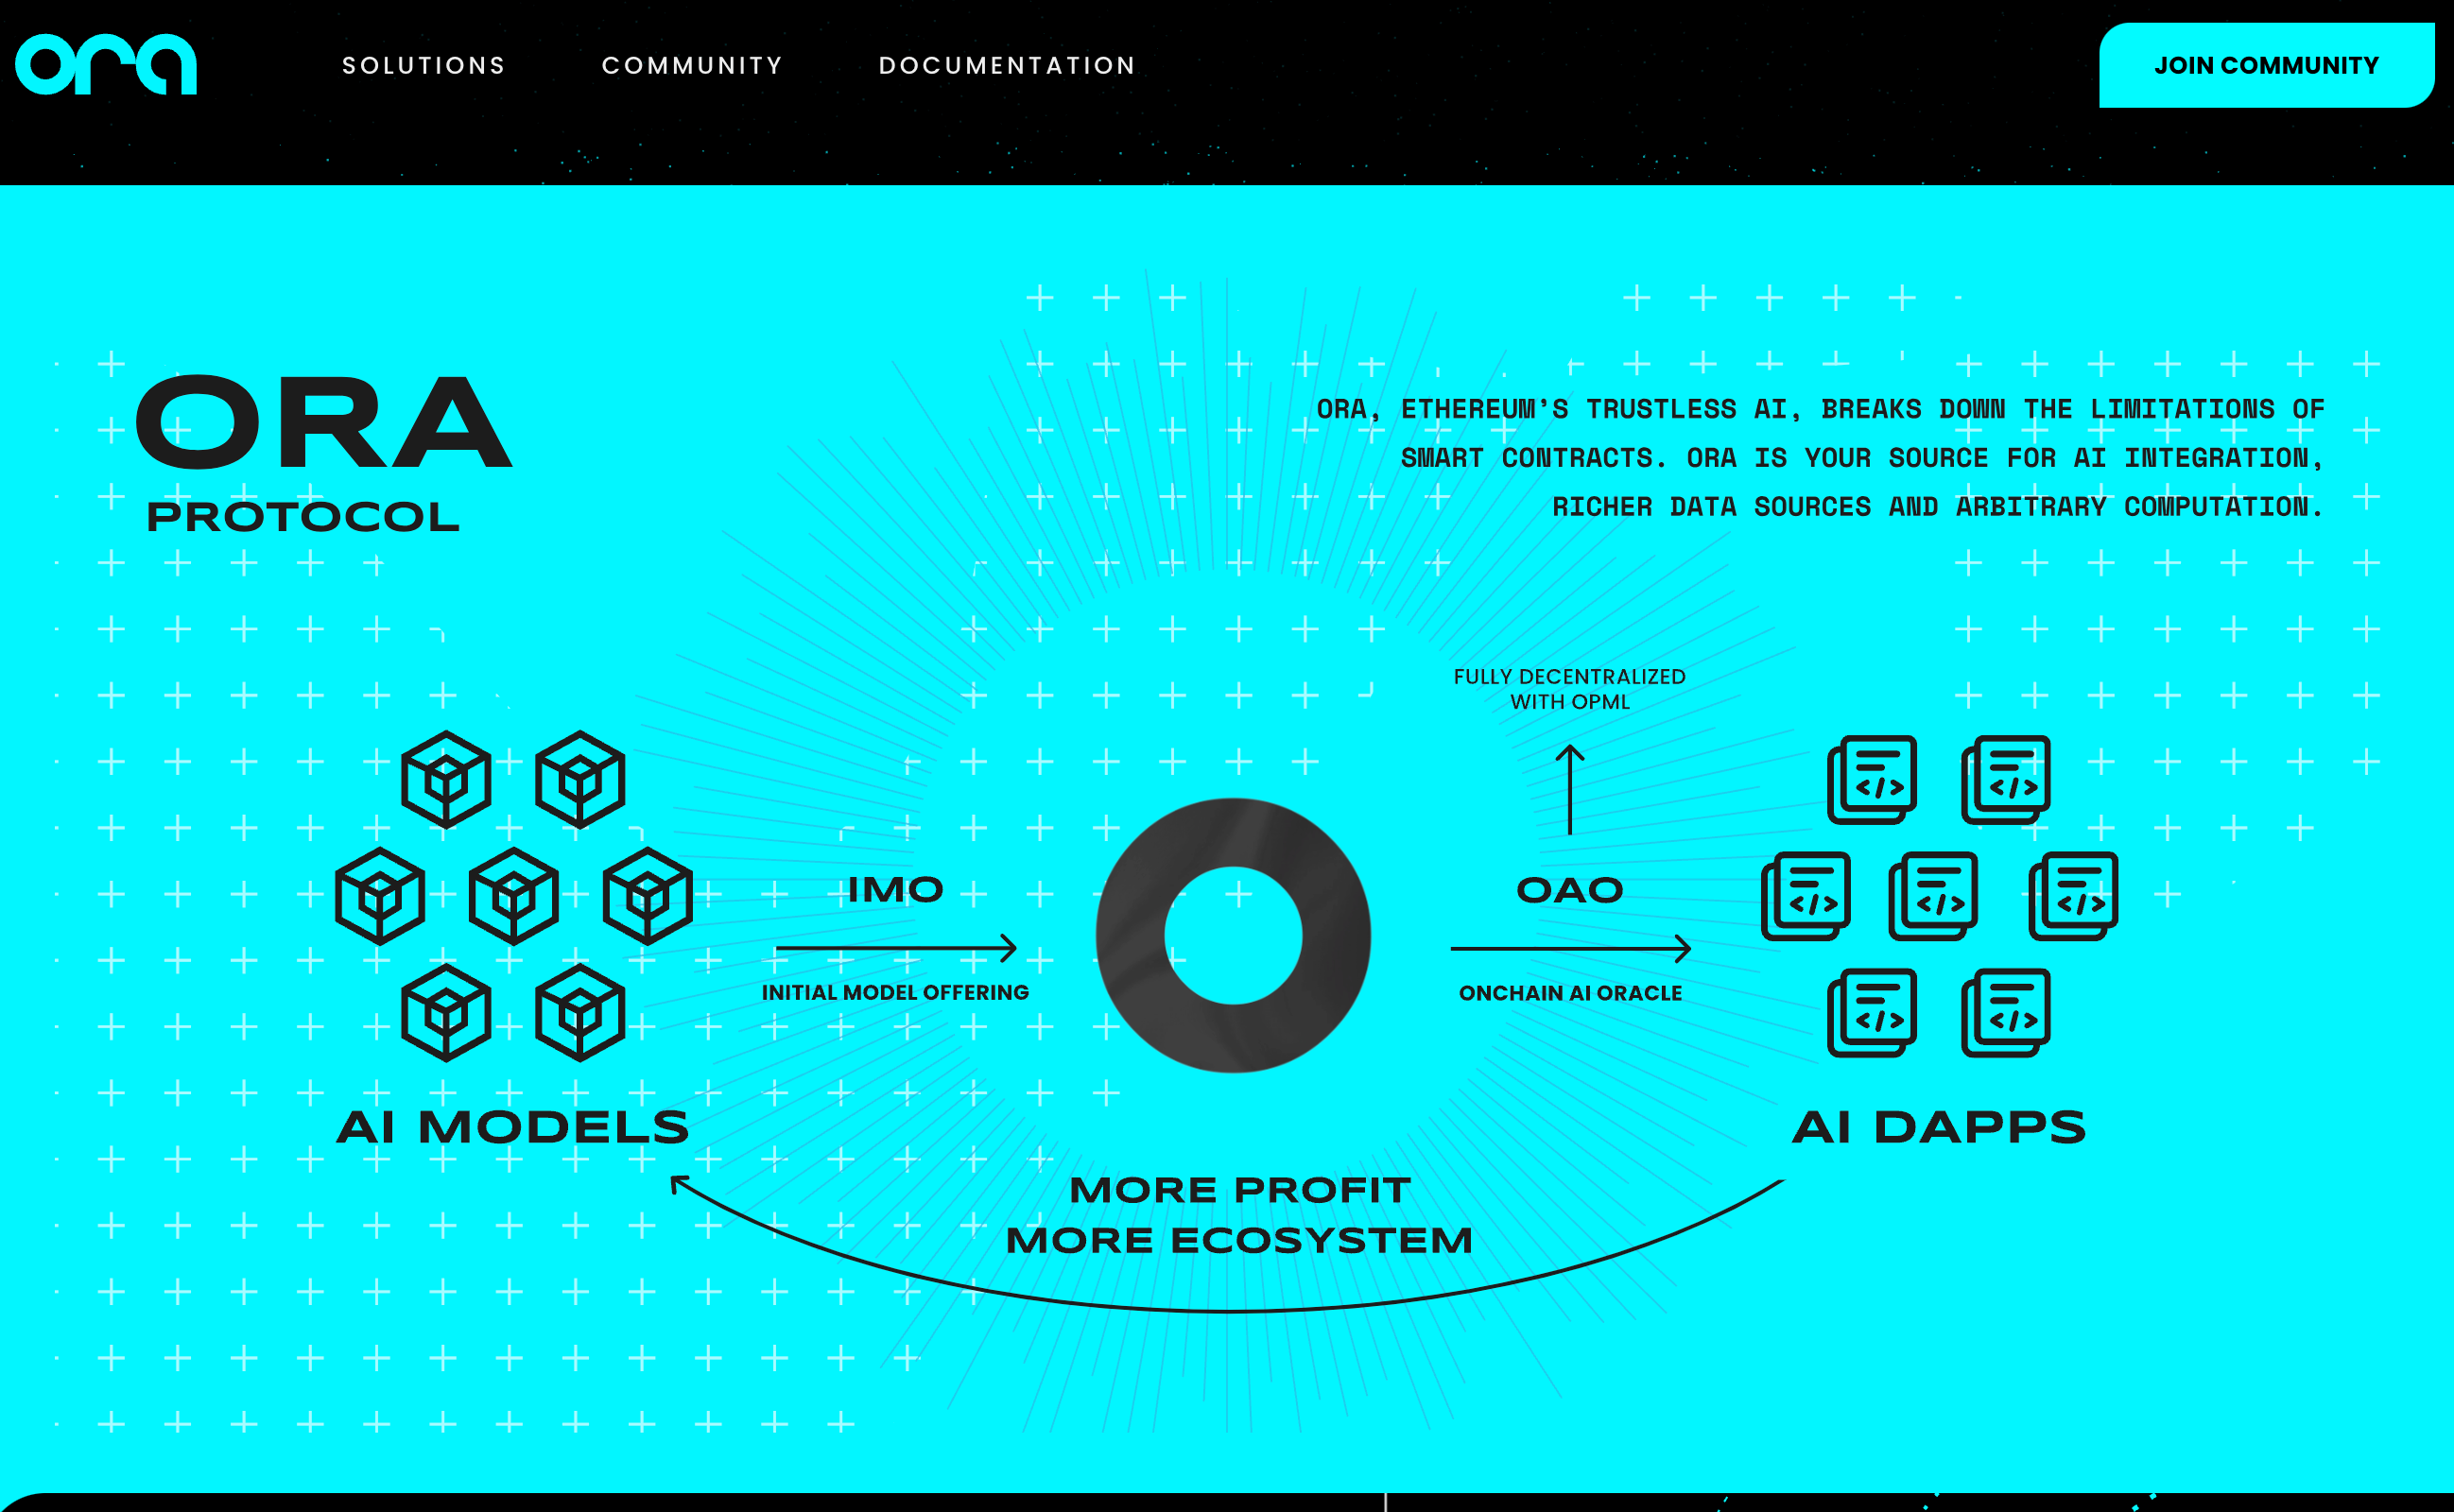 ora
SOLUTIONS
COMMUNITY
DOCUMENTATION
JOIN COMMUNITY
ORA
PROTOCOL
ORA, ETHEREUM’S TRUSTLESS AI, BREAKS DOWN THE LIMITATIONS OF
SMART CONTRACTS. ORA IS YOUR SOURCE FOR AI INTEGRATION,
RICHER DATA SOURCES AND ARBITRARY COMPUTATION.
FULLY DECENTRALIZED
WITH OPML
IMO
INITIAL MODEL OFFERING
OAO
ONCHAIN AI ORACLE
AI MODELS
AI DAPPS
MORE PROFIT
MORE ECOSYSTEM